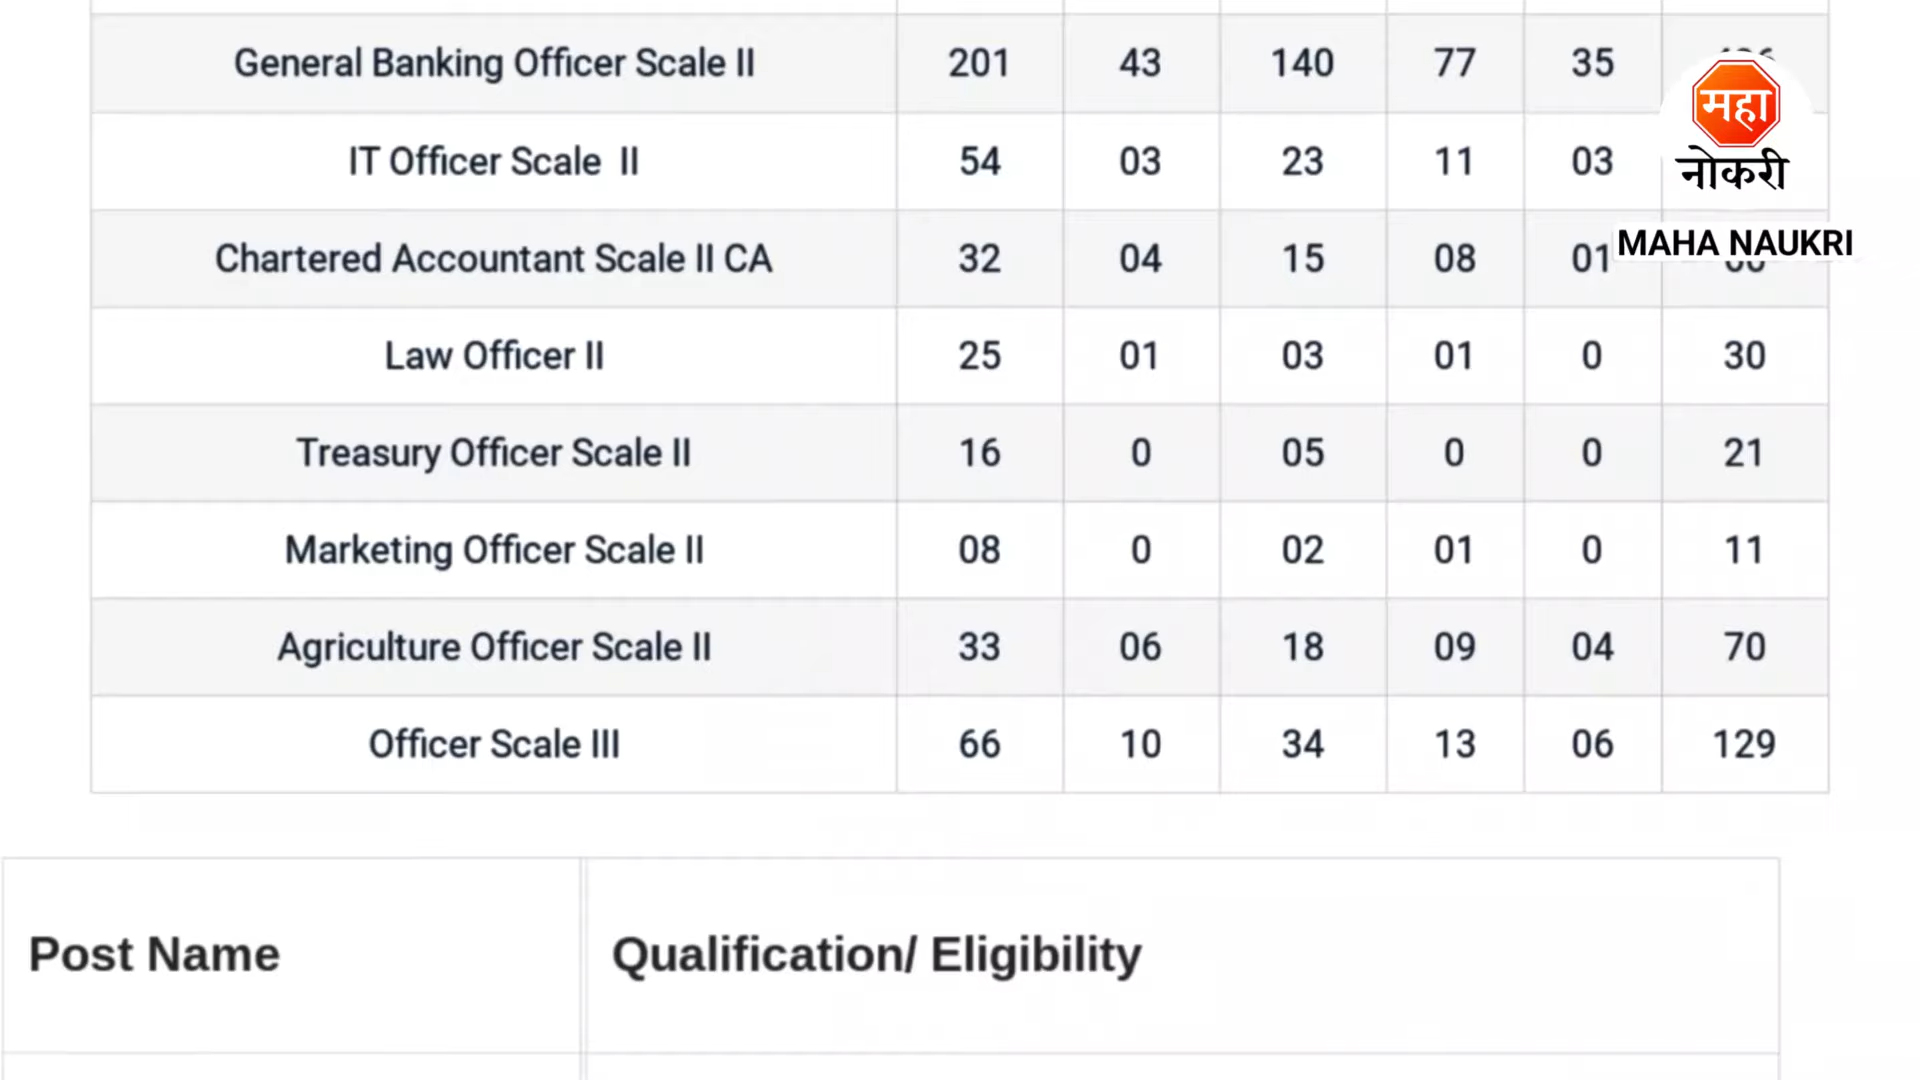 General Banking Officer Scale II 201 43 140 77 35
IT Officer Scale II 54 03 23 11 03
Chartered Accountant Scale II CA 32 04 15 08 01
Law Officer II 25 01 03 01 0 30
Treasury Officer Scale II 16 0 05 0 0 21
Marketing Officer Scale II 08 0 02 01 0 11
Agriculture Officer Scale II 33 06 18 09 04 70
Officer Scale III 66 10 34 13 06 129
महा
नोकरी
MAHA NAUKRI
Post Name Qualification/ Eligibility